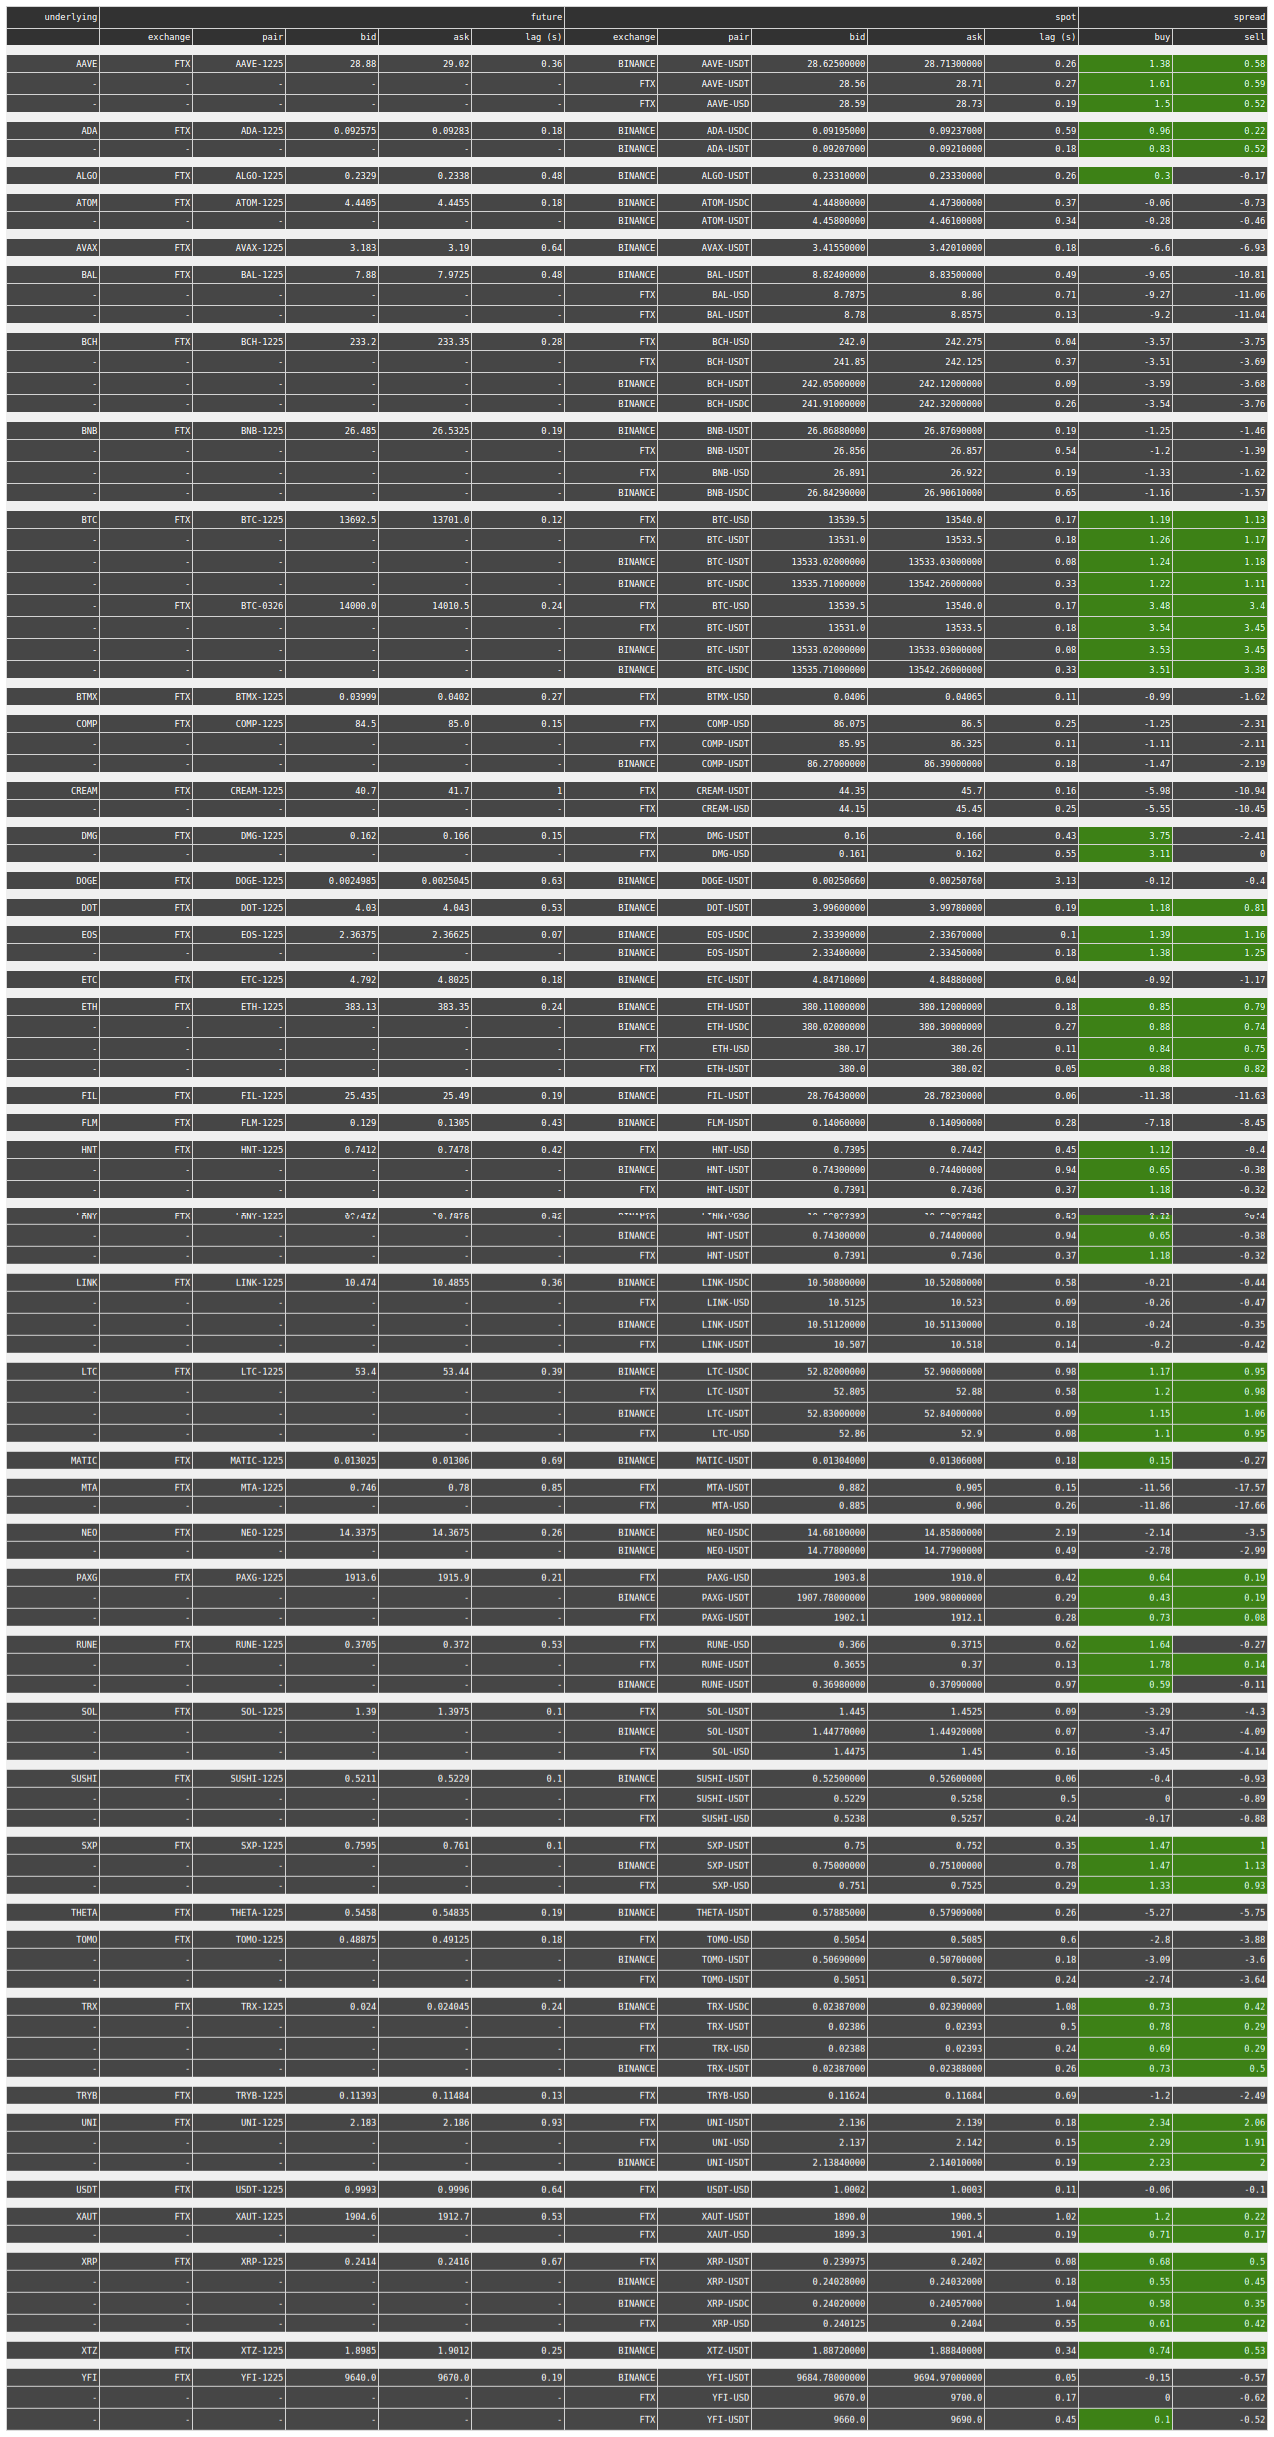 underlying future spot spread
exchange pair bid ask lag (s) exchange pair bid ask lag (s) buy sell
AAVE FTX AAVE-1225 28.88 29.02 0.36 BINANCE AAVE-USDT 28.62500000 28.71300000 0.26 1.38 0.58
- - - - - - FTX AAVE-USDT 28.56 28.71 0.27 1.61 0.59
- - - - - - FTX AAVE-USD 28.59 28.73 0.19 1.5 0.52
ADA FTX ADA-1225 0.092575 0.09283 0.18 BINANCE ADA-USDC 0.09195000 0.09237000 0.59 0.96 0.22
- - - - - - BINANCE ADA-USDT 0.09207000 0.09210000 0.18 0.83 0.52
ALGO FTX ALGO-1225 0.2329 0.2338 0.48 BINANCE ALGO-USDT 0.23310000 0.23330000 0.26 0.3 -0.17
ATOM FTX ATOM-1225 4.4405 4.4455 0.18 BINANCE ATOM-USDC 4.44800000 4.47300000 0.37 -0.06 -0.73
- - - - - - BINANCE ATOM-USDT 4.45800000 4.46100000 0.34 -0.28 -0.46
AVAX FTX AVAX-1225 3.183 3.19 0.64 BINANCE AVAX-USDT 3.41550000 3.42010000 0.18 -6.6 -6.93
BAL FTX BAL-1225 7.88 7.9725 0.48 BINANCE BAL-USDT 8.82400000 8.83500000 0.49 -9.65 -10.81
- - - - - - FTX BAL-USD 8.7875 8.86 0.71 -9.27 -11.06
- - - - - - FTX BAL-USDT 8.78 8.8575 0.13 -9.2 -11.04
BCH FTX BCH-1225 233.2 233.35 0.28 FTX BCH-USD 242.0 242.275 0.04 -3.57 -3.75
- - - - - - FTX BCH-USDT 241.85 242.125 0.37 -3.51 -3.69
- - - - - - BINANCE BCH-USDT 242.05000000 242.12000000 0.09 -3.59 -3.68
- - - - - - BINANCE BCH-USDC 241.91000000 242.32000000 0.26 -3.54 -3.76
BNB FTX BNB-1225 26.485 26.5325 0.19 BINANCE BNB-USDT 26.86880000 26.87690000 0.19 -1.25 -1.46
- - - - - - FTX BNB-USDT 26.856 26.857 0.54 -1.2 -1.39
- - - - - - FTX BNB-USD 26.891 26.922 0.19 -1.33 -1.62
- - - - - - BINANCE BNB-USDC 26.84290000 26.90610000 0.65 -1.16 -1.57
BTC FTX BTC-1225 13692.5 13701.0 0.12 FTX BTC-USD 13539.5 13540.0 0.17 1.19 1.13
- - - - - - FTX BTC-USDT 13531.0 13533.5 0.18 1.26 1.17
- - - - - - BINANCE BTC-USDT 13533.02000000 13533.03000000 0.08 1.24 1.18
- - - - - - BINANCE BTC-USDC 13535.71000000 13542.26000000 0.33 1.22 1.11
- FTX BTC-0326 14000.0 14010.5 0.24 FTX BTC-USD 13539.5 13540.0 0.17 3.48 3.4
- - - - - - FTX BTC-USDT 13531.0 13533.5 0.18 3.54 3.45
- - - - - - BINANCE BTC-USDT 13533.02000000 13533.03000000 0.08 3.53 3.45
- - - - - - BINANCE BTC-USDC 13535.71000000 13542.26000000 0.33 3.51 3.38
BTMX FTX BTMX-1225 0.03999 0.0402 0.27 FTX BTMX-USD 0.0406 0.04065 0.11 -0.99 -1.62
COMP FTX COMP-1225 84.5 85.0 0.15 FTX COMP-USD 86.075 86.5 0.25 -1.25 -2.31
- - - - - - FTX COMP-USDT 85.95 86.325 0.11 -1.11 -2.11
- - - - - - BINANCE COMP-USDT 86.27000000 86.39000000 0.18 -1.47 -2.19
CREAM FTX CREAM-1225 40.7 41.7 1 FTX CREAM-USDT 44.35 45.7 0.16 -5.98 -10.94
- - - - - - FTX CREAM-USD 44.15 45.45 0.25 -5.55 -10.45
DMG FTX DMG-1225 0.162 0.166 0.15 FTX DMG-USDT 0.16 0.166 0.43 3.75 -2.41
- - - - - - FTX DMG-USD 0.161 0.162 0.55 3.11 0
DOGE FTX DOGE-1225 0.0024985 0.0025045 0.63 BINANCE DOGE-USDT 0.00250660 0.00250760 3.13 -0.12 -0.4
DOT FTX DOT-1225 4.03 4.043 0.53 BINANCE DOT-USDT 3.99600000 3.99780000 0.19 1.18 0.81
EOS FTX EOS-1225 2.36375 2.36625 0.07 BINANCE EOS-USDC 2.33390000 2.33670000 0.1 1.39 1.16
- - - - - - BINANCE EOS-USDT 2.33400000 2.33450000 0.18 1.38 1.25
ETC FTX ETC-1225 4.792 4.8025 0.18 BINANCE ETC-USDT 4.84710000 4.84880000 0.04 -0.92 -1.17
ETH FTX ETH-1225 383.13 383.35 0.24 BINANCE ETH-USDT 380.11000000 380.12000000 0.18 0.85 0.79
- - - - - - BINANCE ETH-USDC 380.02000000 380.30000000 0.27 0.88 0.74
- - - - - - FTX ETH-USD 380.17 380.26 0.11 0.84 0.75
- - - - - - FTX ETH-USDT 380.0 380.02 0.05 0.88 0.82
FIL FTX FIL-1225 25.435 25.49 0.19 BINANCE FIL-USDT 28.76430000 28.78230000 0.06 -11.38 -11.63
FLM FTX FLM-1225 0.129 0.1305 0.43 BINANCE FLM-USDT 0.14060000 0.14090000 0.28 -7.18 -8.45
HNT FTX HNT-1225 0.7412 0.7478 0.42 FTX HNT-USD 0.7395 0.7442 0.45 1.12 -0.4
- - - - - - BINANCE HNT-USDT 0.74300000 0.74400000 0.94 0.65 -0.38
- - - - - - FTX HNT-USDT 0.7391 0.7436 0.37 1.18 -0.32
- - - - - - BINANCE HNT-USDT 0.74300000 0.74400000 0.94 0.65 -0.38
- - - - - - FTX HNT-USDT 0.7391 0.7436 0.37 1.18 -0.32
LINK FTX LINK-1225 10.474 10.4855 0.36 BINANCE LINK-USDC 10.50800000 10.52080000 0.58 -0.21 -0.44
- - - - - - FTX LINK-USD 10.5125 10.523 0.09 -0.26 -0.47
- - - - - - BINANCE LINK-USDT 10.51120000 10.51130000 0.18 -0.24 -0.35
- - - - - - FTX LINK-USDT 10.507 10.518 0.14 -0.2 -0.42
LTC FTX LTC-1225 53.4 53.44 0.39 BINANCE LTC-USDC 52.82000000 52.90000000 0.98 1.17 0.95
- - - - - - FTX LTC-USDT 52.805 52.88 0.58 1.2 0.98
- - - - - - BINANCE LTC-USDT 52.83000000 52.84000000 0.09 1.15 1.06
- - - - - - FTX LTC-USD 52.86 52.9 0.08 1.1 0.95
MATIC FTX MATIC-1225 0.013025 0.01306 0.69 BINANCE MATIC-USDT 0.01304000 0.01306000 0.18 0.15 -0.27
MTA FTX MTA-1225 0.746 0.78 0.85 FTX MTA-USDT 0.882 0.905 0.15 -11.56 -17.57
- - - - - - FTX MTA-USD 0.885 0.906 0.26 -11.86 -17.66
NEO FTX NEO-1225 14.3375 14.3675 0.26 BINANCE NEO-USDC 14.68100000 14.85800000 2.19 -2.14 -3.5
- - - - - - BINANCE NEO-USDT 14.77800000 14.77900000 0.49 -2.78 -2.99
PAXG FTX PAXG-1225 1913.6 1915.9 0.21 FTX PAXG-USD 1903.8 1910.0 0.42 0.64 0.19
- - - - - - BINANCE PAXG-USDT 1907.78000000 1909.98000000 0.29 0.43 0.19
- - - - - - FTX PAXG-USDT 1902.1 1912.1 0.28 0.73 0.08
RUNE FTX RUNE-1225 0.3705 0.372 0.53 FTX RUNE-USD 0.366 0.3715 0.62 1.64 -0.27
- - - - - - FTX RUNE-USDT 0.3655 0.37 0.13 1.78 0.14
- - - - - - BINANCE RUNE-USDT 0.36980000 0.37090000 0.97 0.59 -0.11
SOL FTX SOL-1225 1.39 1.3975 0.1 FTX SOL-USDT 1.445 1.4525 0.09 -3.29 -4.3
- - - - - - BINANCE SOL-USDT 1.44770000 1.44920000 0.07 -3.47 -4.09
- - - - - - FTX SOL-USD 1.4475 1.45 0.16 -3.45 -4.14
SUSHI FTX SUSHI-1225 0.5211 0.5229 0.1 BINANCE SUSHI-USDT 0.52500000 0.52600000 0.06 -0.4 -0.93
- - - - - - FTX SUSHI-USDT 0.5229 0.5258 0.5 0 -0.89
- - - - - - FTX SUSHI-USD 0.5238 0.5257 0.24 -0.17 -0.88
SXP FTX SXP-1225 0.7595 0.761 0.1 FTX SXP-USDT 0.75 0.752 0.35 1.47 1
- - - - - - BINANCE SXP-USDT 0.75000000 0.75100000 0.78 1.47 1.13
- - - - - - FTX SXP-USD 0.751 0.7525 0.29 1.33 0.93
THETA FTX THETA-1225 0.5458 0.54835 0.19 BINANCE THETA-USDT 0.57885000 0.57909000 0.26 -5.27 -5.75
TOMO FTX TOMO-1225 0.48875 0.49125 0.18 FTX TOMO-USD 0.5054 0.5085 0.6 -2.8 -3.88
- - - - - - BINANCE TOMO-USDT 0.50690000 0.50700000 0.18 -3.09 -3.6
- - - - - - FTX TOMO-USDT 0.5051 0.5072 0.24 -2.74 -3.64
TRX FTX TRX-1225 0.024 0.024045 0.24 BINANCE TRX-USDC 0.02387000 0.02390000 1.08 0.73 0.42
- - - - - - FTX TRX-USDT 0.02386 0.02393 0.5 0.78 0.29
- - - - - - FTX TRX-USD 0.02388 0.02393 0.24 0.69 0.29
- - - - - - BINANCE TRX-USDT 0.02387000 0.02388000 0.26 0.73 0.5
TRYB FTX TRYB-1225 0.11393 0.11484 0.13 FTX TRYB-USD 0.11624 0.11684 0.69 -1.2 -2.49
UNI FTX UNI-1225 2.183 2.186 0.93 FTX UNI-USDT 2.136 2.139 0.18 2.34 2.06
- - - - - - FTX UNI-USD 2.137 2.142 0.15 2.29 1.91
- - - - - - BINANCE UNI-USDT 2.13840000 2.14010000 0.19 2.23 2
USDT FTX USDT-1225 0.9993 0.9996 0.64 FTX USDT-USD 1.0002 1.0003 0.11 -0.06 -0.1
XAUT FTX XAUT-1225 1904.6 1912.7 0.53 FTX XAUT-USDT 1890.0 1900.5 1.02 1.2 0.22
- - - - - - FTX XAUT-USD 1899.3 1901.4 0.19 0.71 0.17
XRP FTX XRP-1225 0.2414 0.2416 0.67 FTX XRP-USDT 0.239975 0.2402 0.08 0.68 0.5
- - - - - - BINANCE XRP-USDT 0.24028000 0.24032000 0.18 0.55 0.45
- - - - - - BINANCE XRP-USDC 0.24020000 0.24057000 1.04 0.58 0.35
- - - - - - FTX XRP-USD 0.240125 0.2404 0.55 0.61 0.42
XTZ FTX XTZ-1225 1.8985 1.9012 0.25 BINANCE XTZ-USDT 1.88720000 1.88840000 0.34 0.74 0.53
YFI FTX YFI-1225 9640.0 9670.0 0.19 BINANCE YFI-USDT 9684.78000000 9694.97000000 0.05 -0.15 -0.57
- - - - - - FTX YFI-USD 9670.0 9700.0 0.17 0 -0.62
- - - - - - FTX YFI-USDT 9660.0 9690.0 0.45 0.1 -0.52